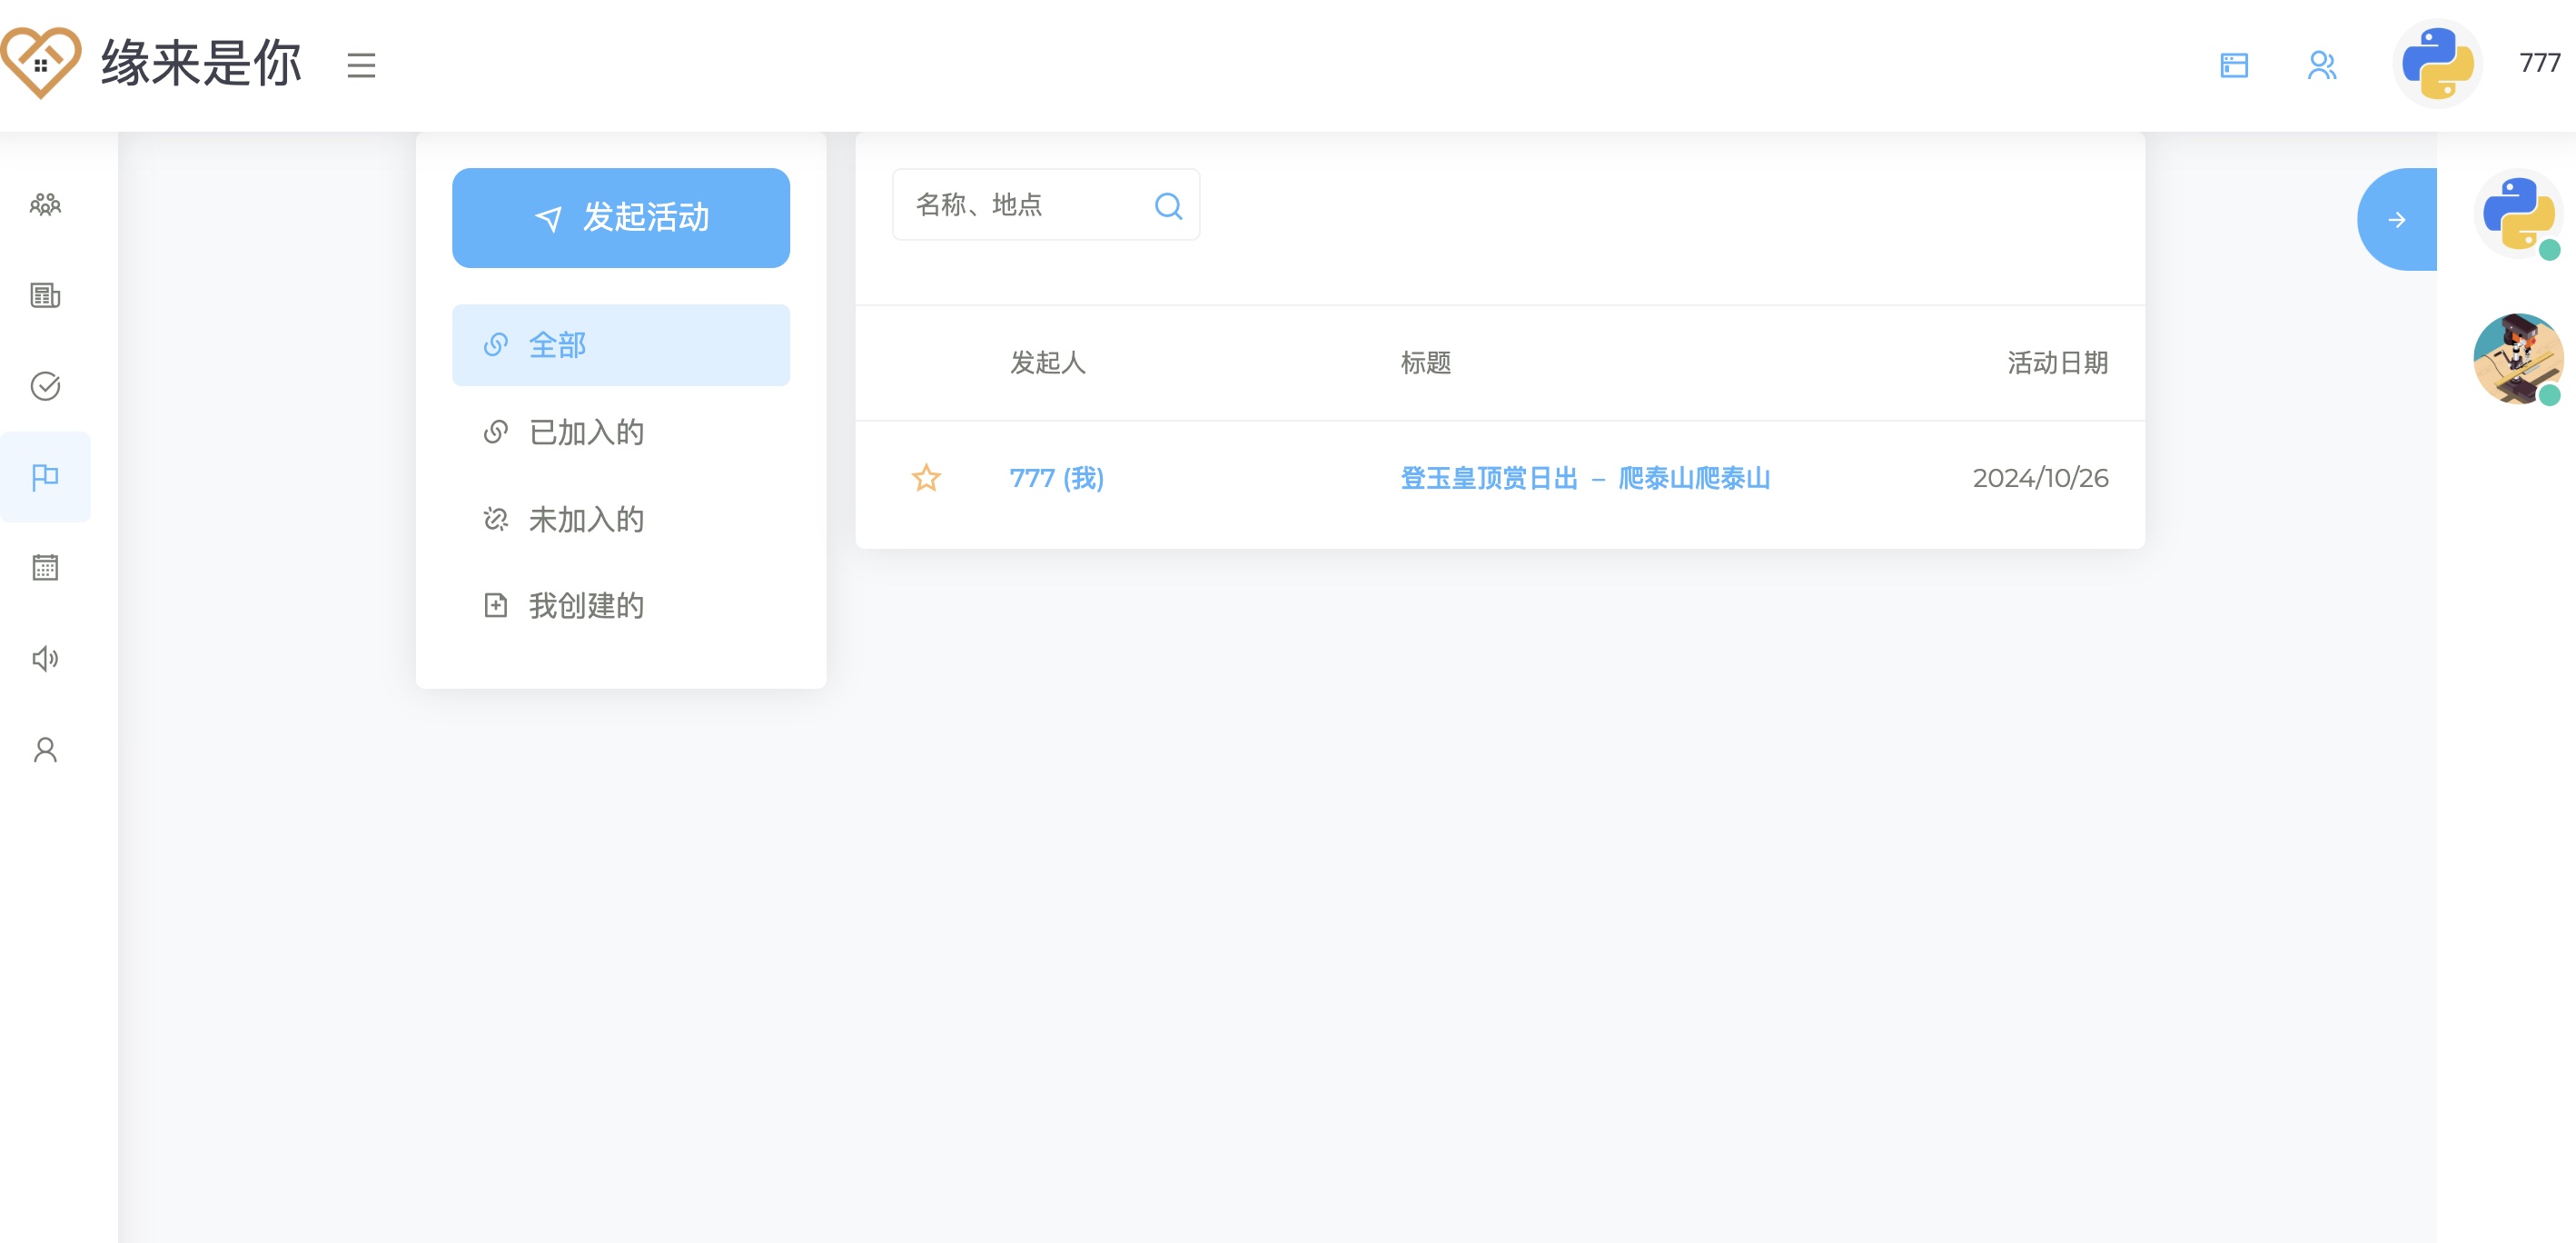 缘来是你
777
发起活动
全部
已加入的
未加入的
我创建的
名称、地点
发起人 标题 活动日期
777 (我) 登玉皇顶赏日出 – 爬泰山爬泰山 2024/10/26